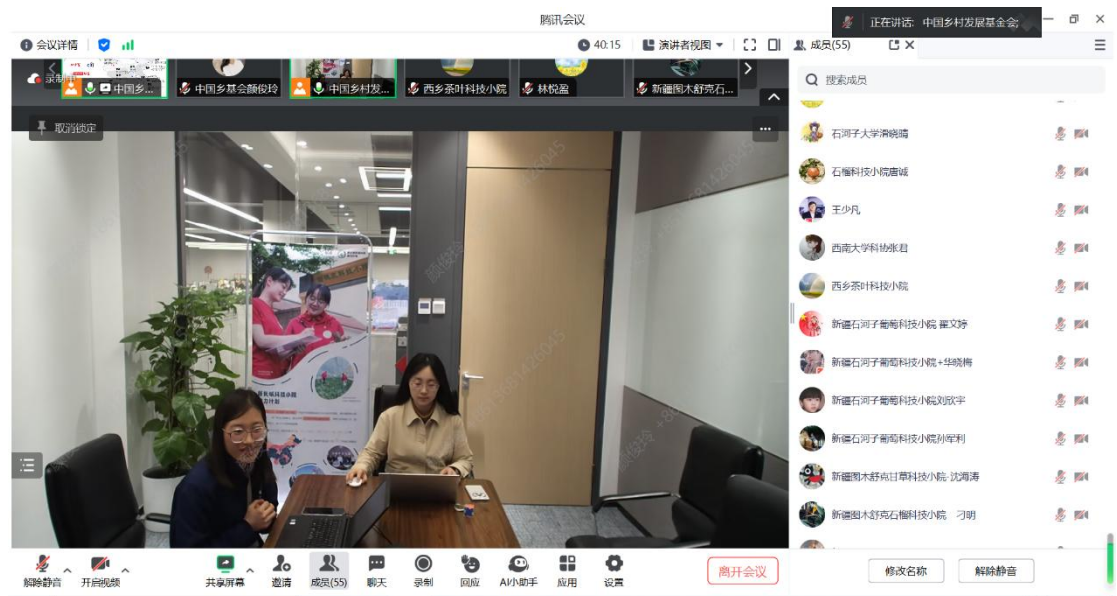 腾讯会议
正在讲话: 中国乡村发展基金会;
会议详情
40:15
演讲者视图
成员(55)
录制中
中国乡...
中国乡基会颜俊玲
中国乡村发...
西乡茶叶科技小院
林悦盈
新疆图木舒克石...
搜索成员
取消锁定
石河子大学滑晓晴
石榴科技小院唐诚
王少凡
西南大学科协张君
西乡茶叶科技小院
新疆石河子葡萄科技小院 翟文婷
新疆石河子葡萄科技小院+华晓梅
新疆石河子葡萄科技小院刘欣宇
新疆石河子葡萄科技小院孙军利
新疆图木舒克甘草科技小院-沈海涛
新疆图木舒克石榴科技小院 刁明
解除静音
开启视频
共享屏幕
邀请
成员(55)
聊天
录制
回应
AI小助手
应用
设置
离开会议
修改名称
解除静音